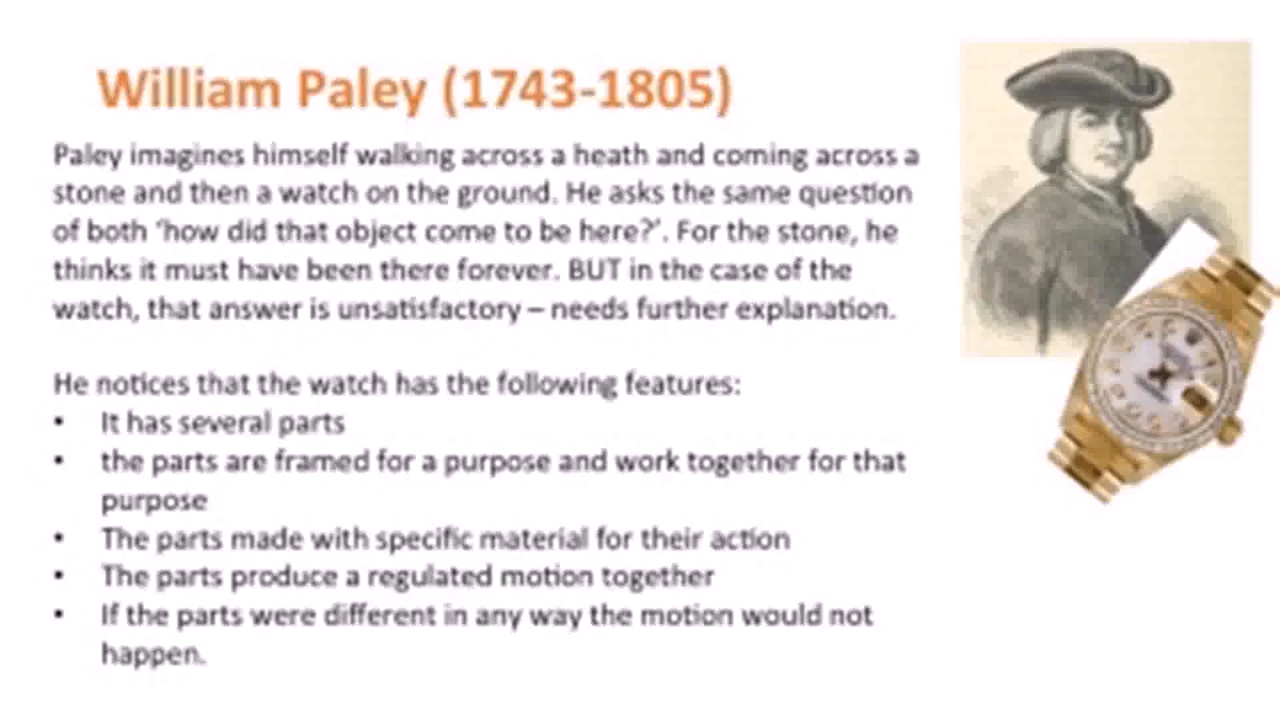 William Paley (1743-1805)
Paley imagines himself walking across a heath and coming across a
stone and then a watch on the ground. He asks the same question
of both ‘how did that object come to be here?’. For the stone, he
thinks it must have been there forever. BUT in the case of the
watch, that answer is unsatisfactory – needs further explanation.
He notices that the watch has the following features:
• It has several parts
• the parts are framed for a purpose and work together for that
purpose
• The parts made with specific material for their action
• The parts produce a regulated motion together
• If the parts were different in any way the motion would not
happen.